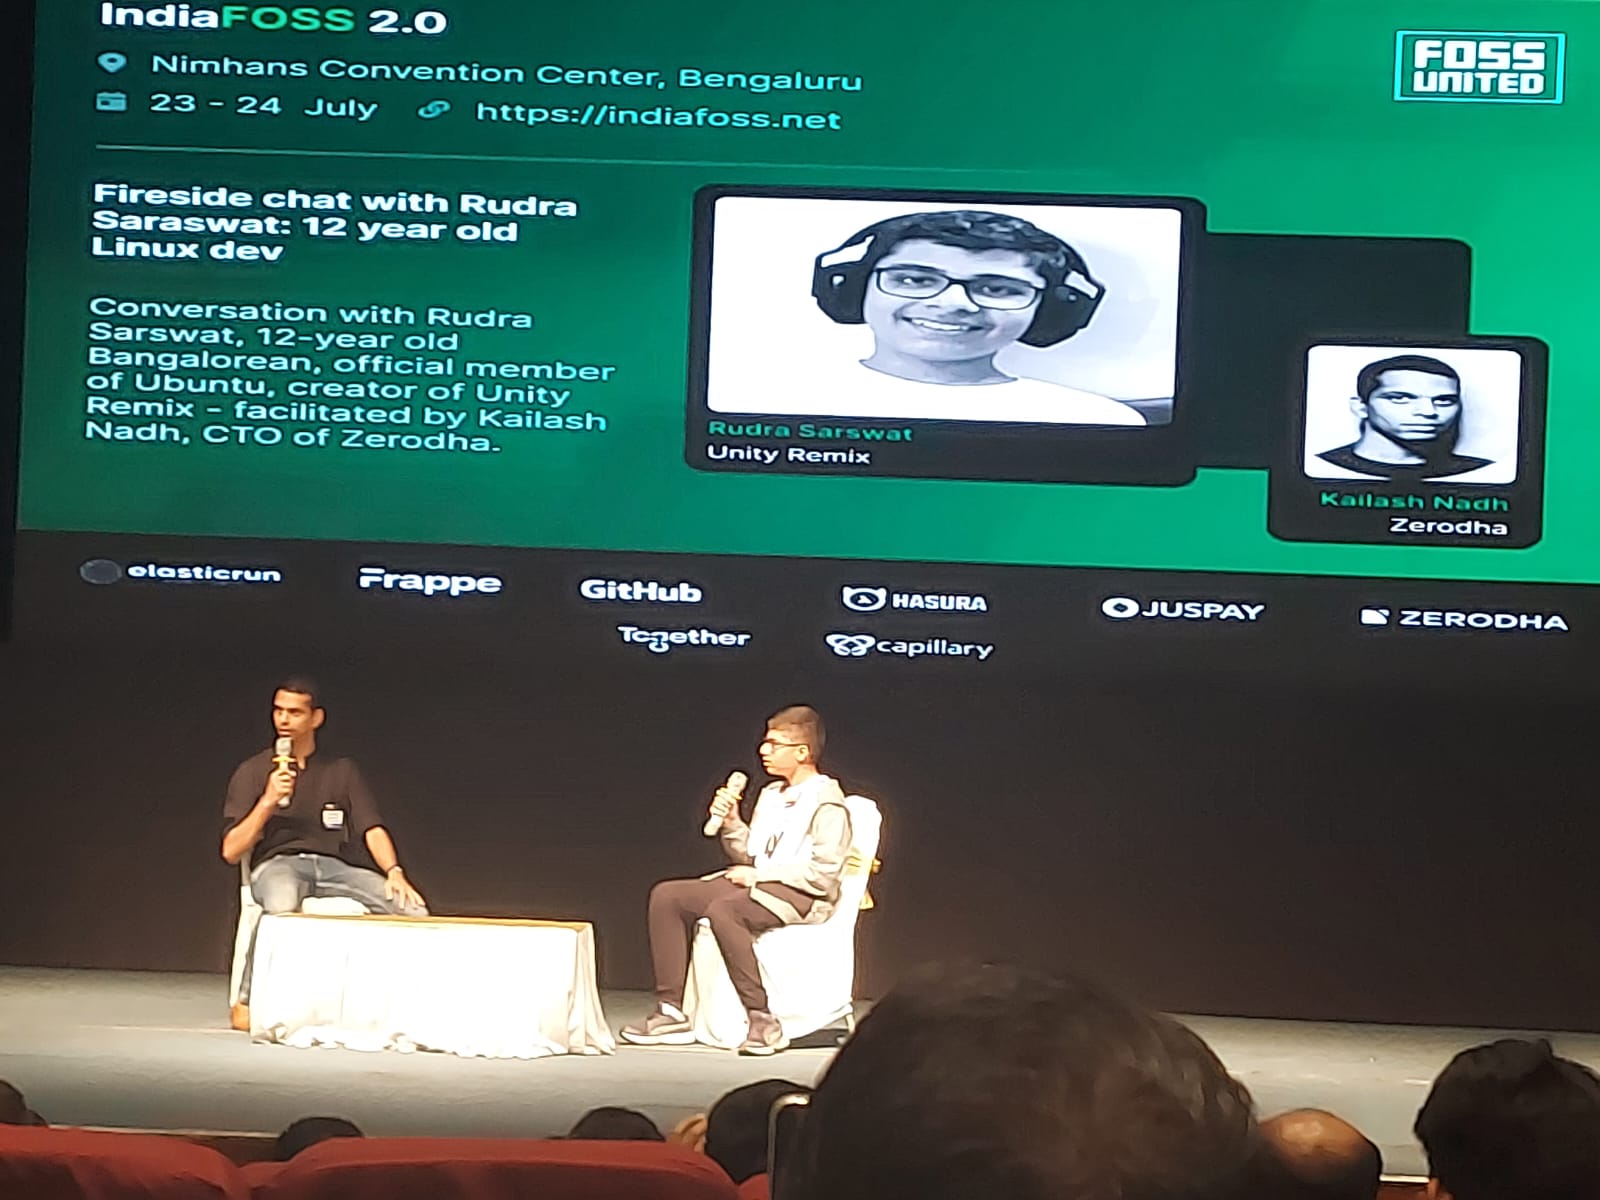 IndiaFOSS 2.0
Nimhans Convention Center, Bengaluru
23 - 24 July https://indiafoss.net
FOSS
UNITED
Fireside chat with Rudra
Saraswat: 12 year old
Linux dev
Conversation with Rudra
Sarswat, 12-year old
Bangalorean, official member
of Ubuntu, creator of Unity
Remix - facilitated by Kailash
Nadh, CTO of Zerodha.
Rudra Sarswat
Unity Remix
Kailash Nadh
Zerodha
elasticrun Frappe GitHub HASURA JUSPAY ZERODHA
Together capillary